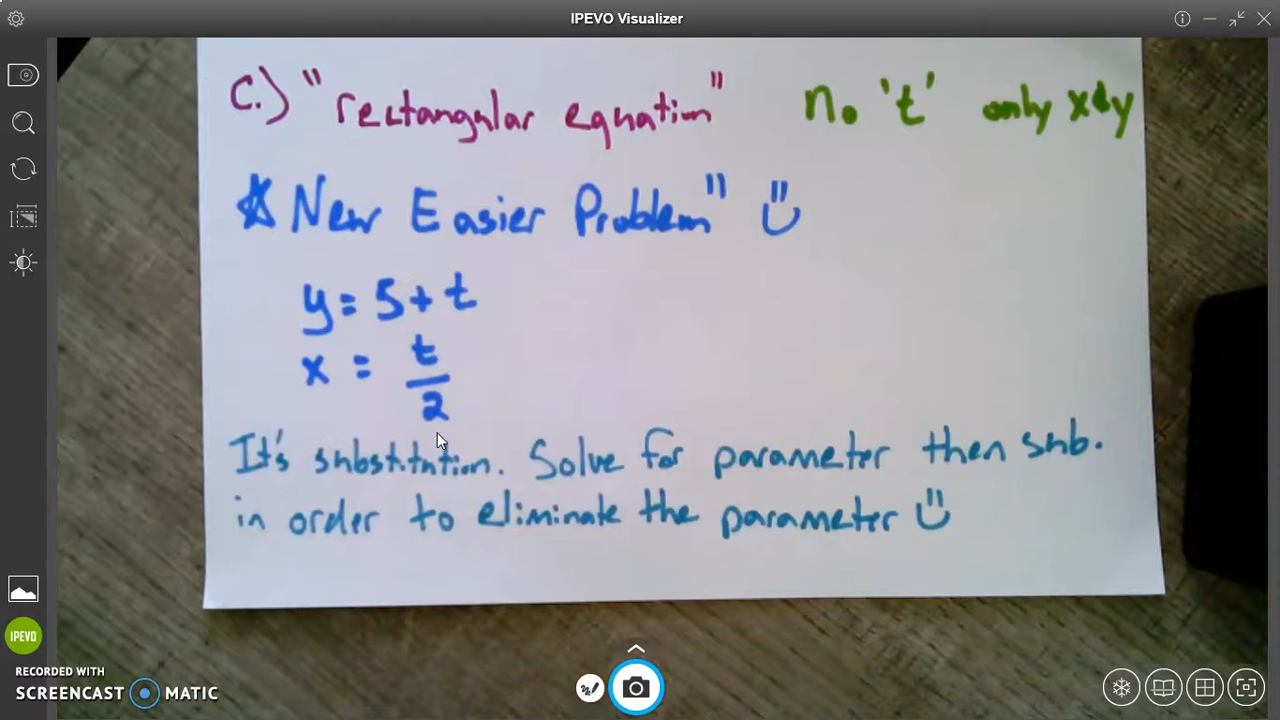 IPEVO Visualizer
C.) "rectangular equation" no 't' only x&y
☆ New Easier Problem" ü
y = 5 + t
x = t/2
It's substitution. Solve for parameter then sub.
in order to eliminate the parameter ü
IPEVO
RECORDED WITH
SCREENCAST MATIC